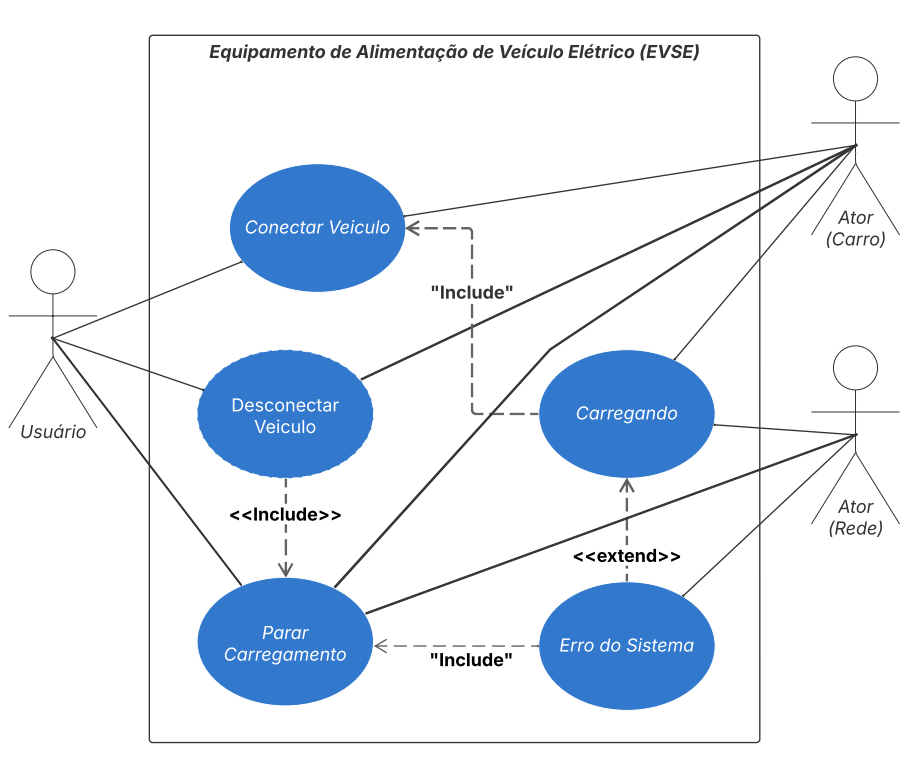 Equipamento de Alimentação de Veículo Elétrico (EVSE)
Conectar Veiculo
Ator
(Carro)
"Include"
Usuário
Desconectar
Veiculo
Carregando
<<Include>>
Ator
(Rede)
<<extend>>
Parar
Carregamento
"Include"
Erro do Sistema